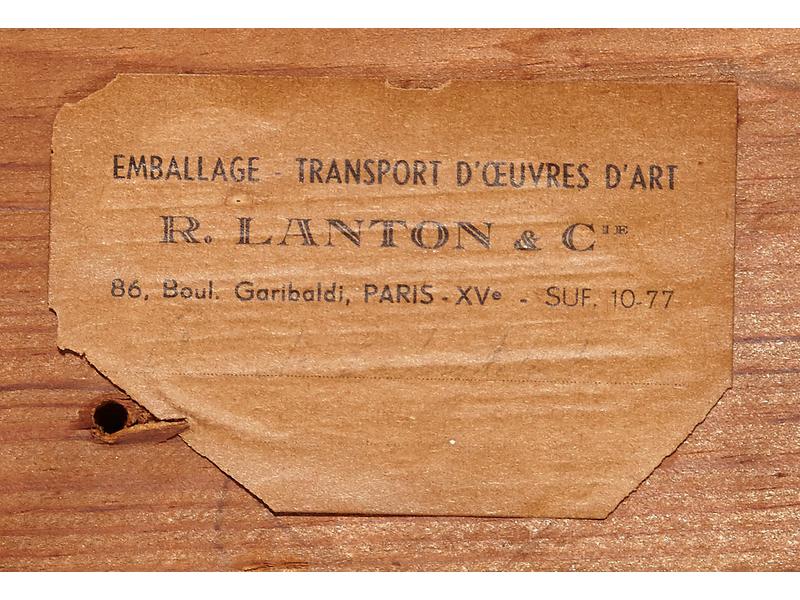 EMBALLAGE - TRANSPORT D'ŒUVRES D'ART
R. LANTON & CIE
86, Boul. Garibaldi, PARIS - XVe - SUF. 10-77